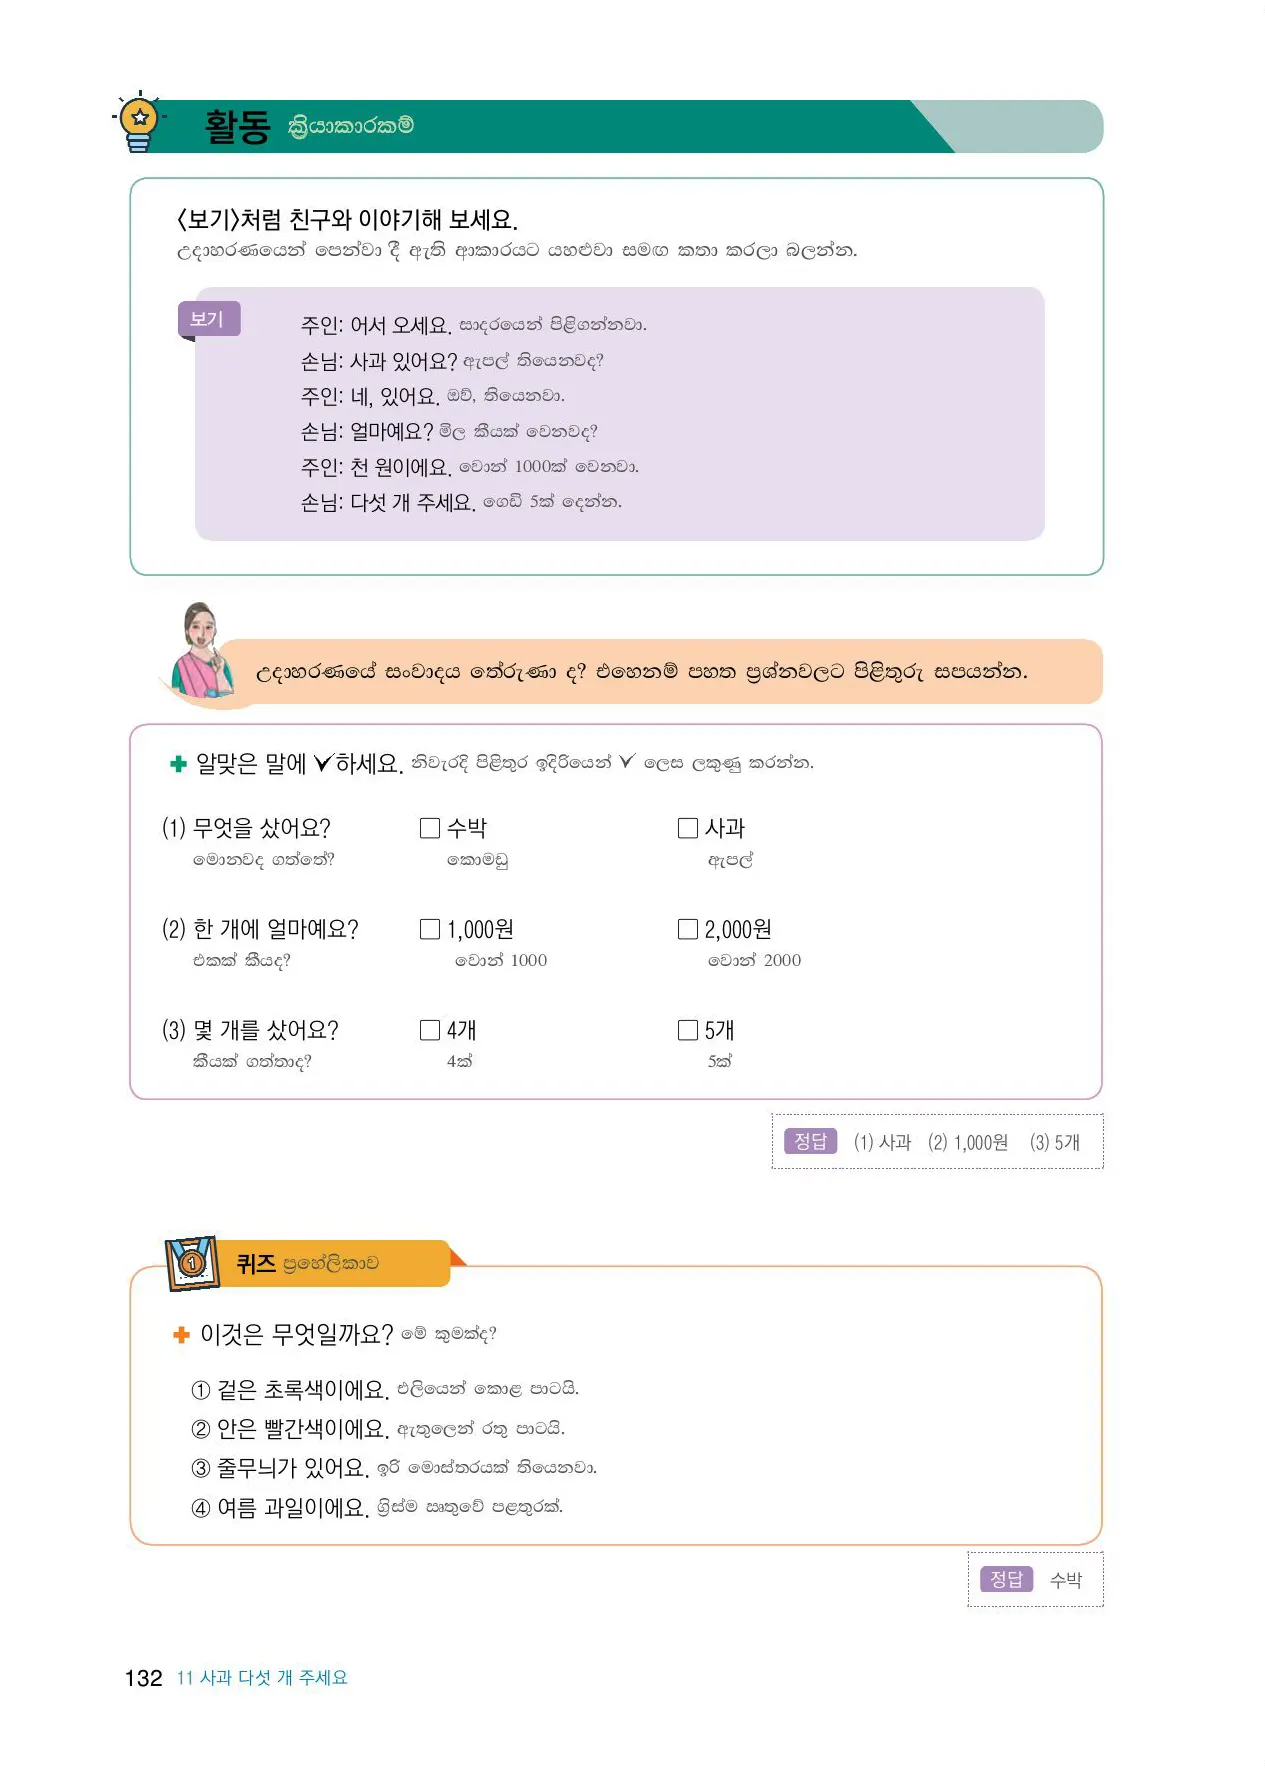 활동 ක්‍රියාකාරකම්
〈보기〉처럼 친구와 이야기해 보세요.
උදාහරණයෙන් පෙන්වා දී ඇති ආකාරයට යහළුවා සමඟ කතා කරලා බලන්න.
보기
주인: 어서 오세요. සාදරයෙන් පිළිගන්නවා.
손님: 사과 있어요? ඇපල් තියෙනවද?
주인: 네, 있어요. ඔව්, තියෙනවා.
손님: 얼마예요? මිල කීයක් වෙනවද?
주인: 천 원이에요. වොන් 1000ක් වෙනවා.
손님: 다섯 개 주세요. ගෙඩි 5ක් දෙන්න.
උදාහරණයේ සංවාදය තේරුණා ද? එහෙනම් පහත ප්‍රශ්නවලට පිළිතුරු සපයන්න.
✚ 알맞은 말에 ✓하세요. නිවැරදි පිළිතුර ඉදිරියෙන් ✓ ලෙස ලකුණු කරන්න.
(1) 무엇을 샀어요? □ 수박 □ 사과
මොනවද ගත්තේ? කොමඩු ඇපල්
(2) 한 개에 얼마예요? □ 1,000원 □ 2,000원
එකක් කීයද? වොන් 1000 වොන් 2000
(3) 몇 개를 샀어요? □ 4개 □ 5개
කීයක් ගත්තාද? 4ක් 5ක්
정답 (1) 사과 (2) 1,000원 (3) 5개
1
퀴즈 ප්‍රහේලිකාව
✚ 이것은 무엇일까요? මේ කුමක්ද?
① 겉은 초록색이에요. එලියෙන් කොළ පාටයි.
② 안은 빨간색이에요. ඇතුලෙන් රතු පාටයි.
③ 줄무늬가 있어요. ඉරි මොස්තරයක් තියෙනවා.
④ 여름 과일이에요. ග්‍රිස්ම ඍතුවේ පළතුරක්.
정답 수박
132 11 사과 다섯 개 주세요